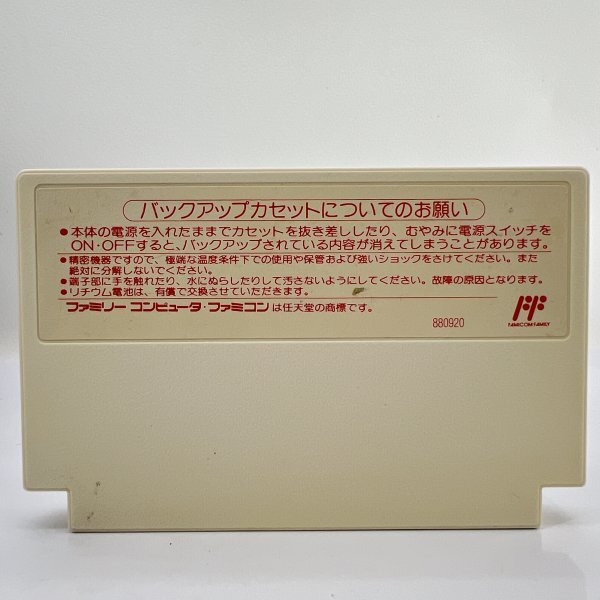 バックアップカセットについてのお願い
●本体の電源を入れたままでカセットを抜き差ししたり、むやみに電源スイッチを
ON・OFFすると、バックアップされている内容が消えてしまうことがあります。
●精密機器ですので、極端な温度条件下での使用や保管および強いショックをさけてください。また
絶対に分解しないでください。
●端子部に手を触れたり、水にぬらしたりして汚さないようにしてください。故障の原因となります。
●リチウム電池は、有償で交換させていただきます。
ファミリー コンピュータ・ファミコンは任天堂の商標です。
880920
FAMICOM FAMILY